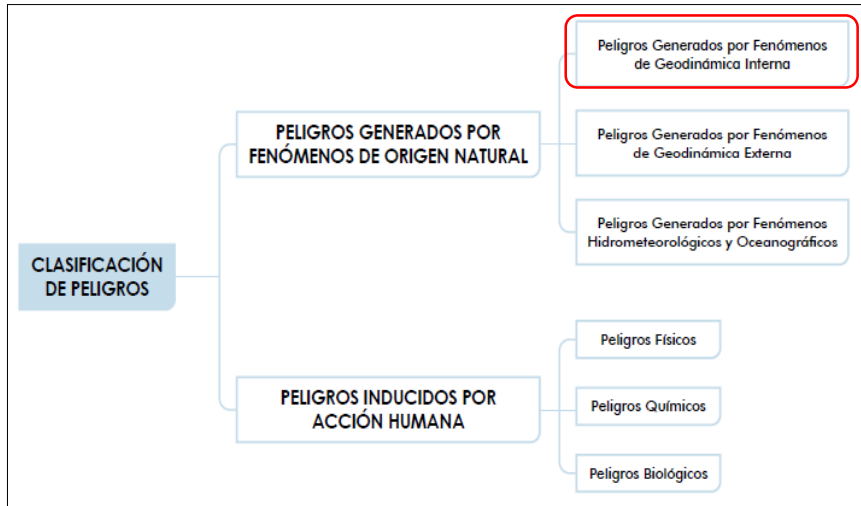 CLASIFICACIÓN
DE PELIGROS
PELIGROS GENERADOS POR
FENÓMENOS DE ORIGEN NATURAL
Peligros Generados por Fenómenos
de Geodinámica Interna
Peligros Generados por Fenómenos
de Geodinámica Externa
Peligros Generados por Fenómenos
Hidrometeorológicos y Oceanográficos
PELIGROS INDUCIDOS POR
ACCIÓN HUMANA
Peligros Físicos
Peligros Químicos
Peligros Biológicos